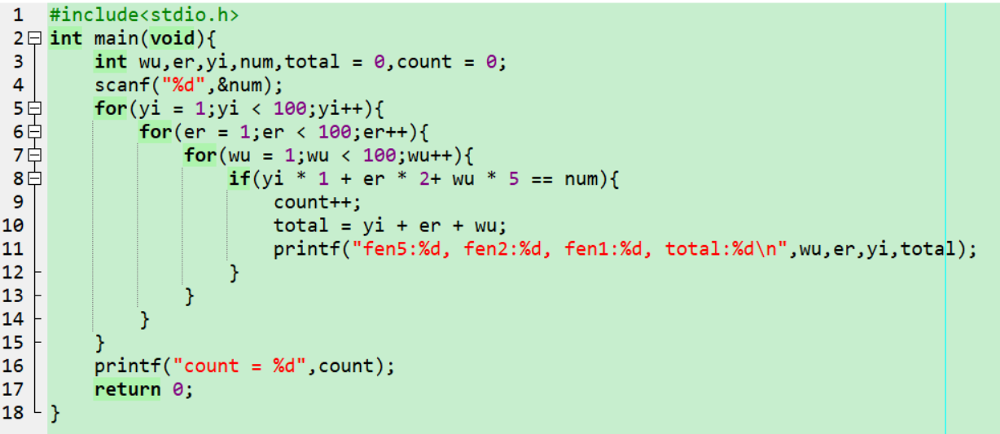 1 #include<stdio.h>
2 int main(void){
3 int wu,er,yi,num,total = 0,count = 0;
4 scanf("%d",&num);
5 for(yi = 1;yi < 100;yi++){
6 for(er = 1;er < 100;er++){
7 for(wu = 1;wu < 100;wu++){
8 if(yi * 1 + er * 2+ wu * 5 == num){
9 count++;
10 total = yi + er + wu;
11 printf("fen5:%d, fen2:%d, fen1:%d, total:%d\n",wu,er,yi,total);
12 }
13 }
14 }
15 }
16 printf("count = %d",count);
17 return 0;
18 }